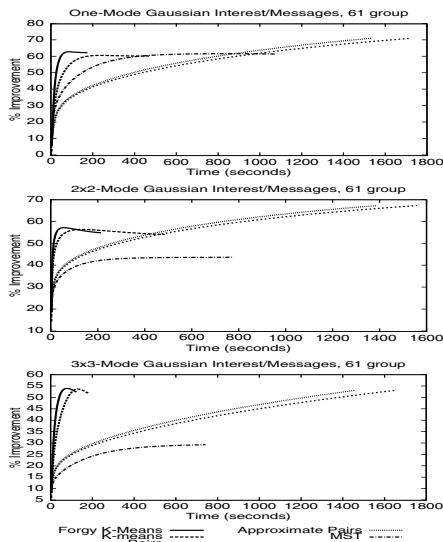 One-Mode Gaussian Interest/Messages, 61 group
80
70
60
50
40
30
20
10
0
% Improvement
0 200 400 600 800 1000 1200 1400 1600 1800
Time (seconds)
2x2-Mode Gaussian Interest/Messages, 61 group
70
60
50
40
30
20
10
% Improvement
0 200 400 600 800 1000 1200 1400 1600
Time (seconds)
3x3-Mode Gaussian Interest/Messages, 61 group
55
50
45
40
35
30
25
20
15
10
5
% Improvement
0 200 400 600 800 1000 1200 1400 1600 1800
Time (seconds)
Forgy K-Means Approximate Pairs
K-means MST
Pairs